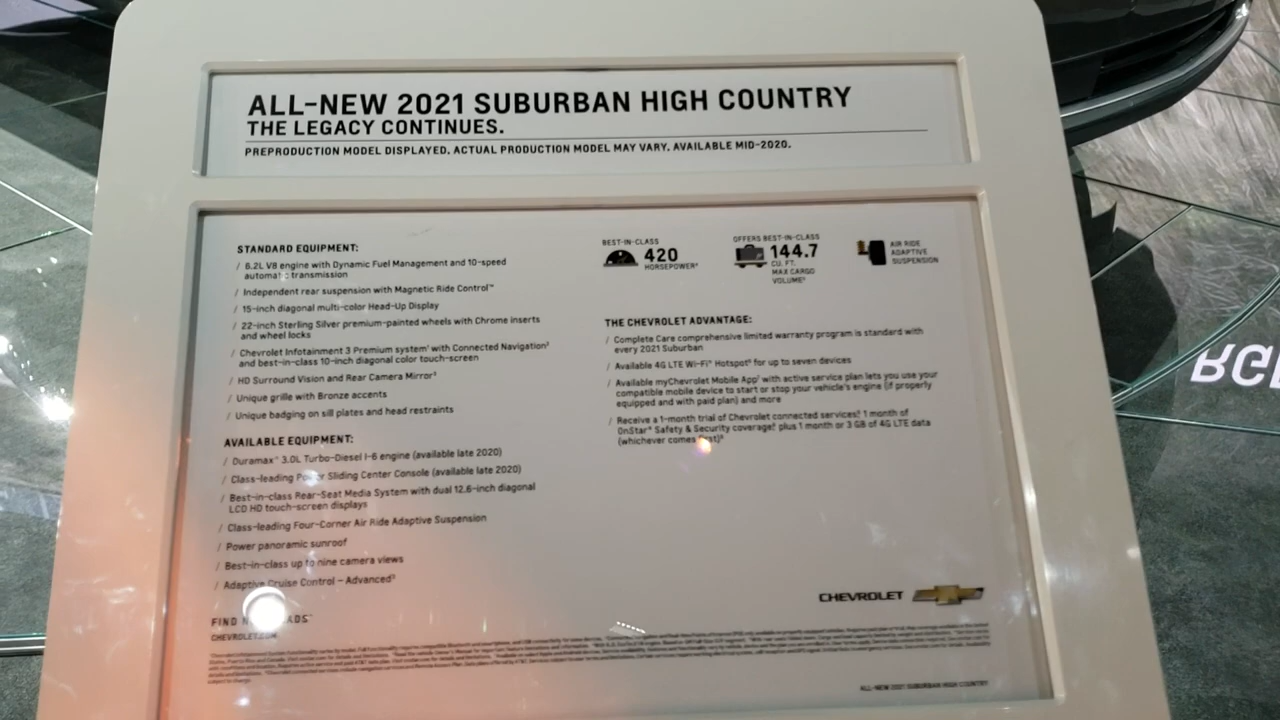 ALL-NEW 2021 SUBURBAN HIGH COUNTRY
THE LEGACY CONTINUES.
PREPRODUCTION MODEL DISPLAYED. ACTUAL PRODUCTION MODEL MAY VARY. AVAILABLE MID-2020.
STANDARD EQUIPMENT:
/ 6.2L V8 engine with Dynamic Fuel Management and 10-speed
automatic transmission
/ Independent rear suspension with Magnetic Ride Control™
/ 15-inch diagonal multi-color Head-Up Display
/ 22-inch Sterling Silver premium-painted wheels with Chrome inserts
and wheel locks
/ Chevrolet Infotainment 3 Premium system¹ with Connected Navigation²
and best-in-class 10-inch diagonal color touch-screen
/ HD Surround Vision and Rear Camera Mirror³
/ Unique grille with Bronze accents
/ Unique badging on sill plates and head restraints
AVAILABLE EQUIPMENT:
/ Duramax® 3.0L Turbo-Diesel I-6 engine (available late 2020)
/ Class-leading Power Sliding Center Console (available late 2020)
/ Best-in-class Rear-Seat Media System with dual 12.6-inch diagonal
LCD HD touch-screen displays
/ Class-leading Four-Corner Air Ride Adaptive Suspension
/ Power panoramic sunroof
/ Best-in-class up to nine camera views
/ Adaptive Cruise Control – Advanced³
FIND
CHEVROLET.COM
BEST-IN-CLASS
420
HORSEPOWER⁴
OFFERS BEST-IN-CLASS
144.7
CU. FT.
MAX CARGO
VOLUME⁵
AIR RIDE
ADAPTIVE
SUSPENSION
THE CHEVROLET ADVANTAGE:
/ Complete Care comprehensive limited warranty program is standard with
every 2021 Suburban
/ Available 4G LTE Wi-Fi® Hotspot⁶ for up to seven devices
/ Available myChevrolet Mobile App⁷ with active service plan lets you use your
compatible mobile device to start or stop your vehicle's engine (if properly
equipped and with paid plan) and more
/ Receive a 1-month trial of Chevrolet connected services: 1 month of
OnStar® Safety & Security coverage, plus 1 month or 3 GB of 4G LTE data
(whichever comes first)⁸
CHEVROLET
ALL-NEW 2021 SUBURBAN HIGH COUNTRY